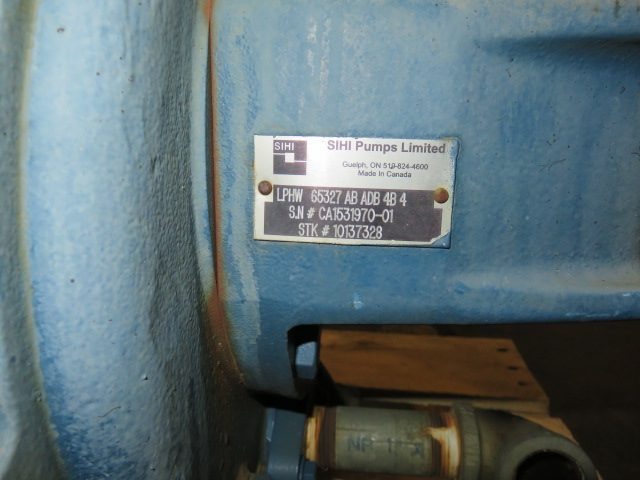 SIHI
SIHI Pumps Limited
Guelph, ON 519-824-4600
Made In Canada
LPHW 65327 AB ADB 4B 4
S.N # CA1531970-01
STK # 10137328